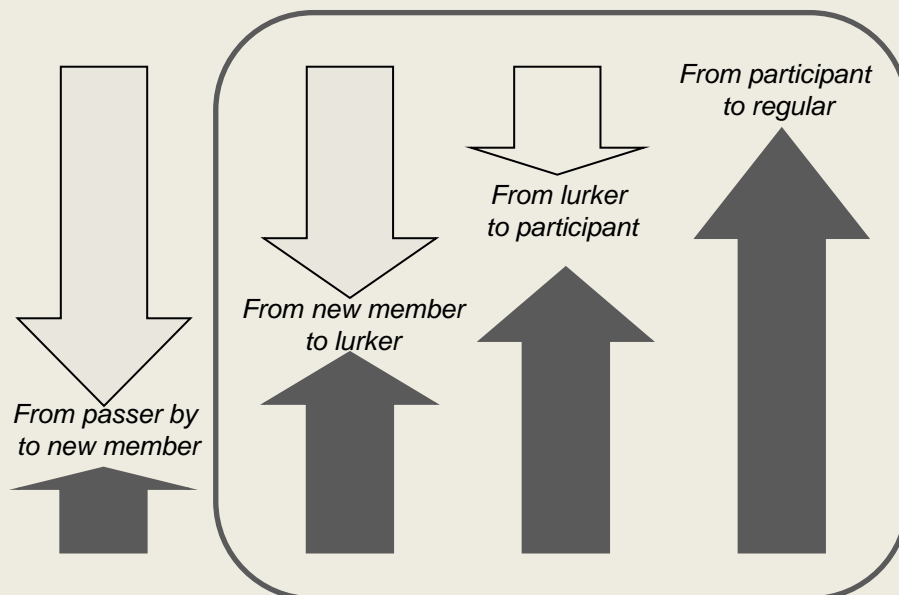 From passer by
to new member
From new member
to lurker
From lurker
to participant
From participant
to regular